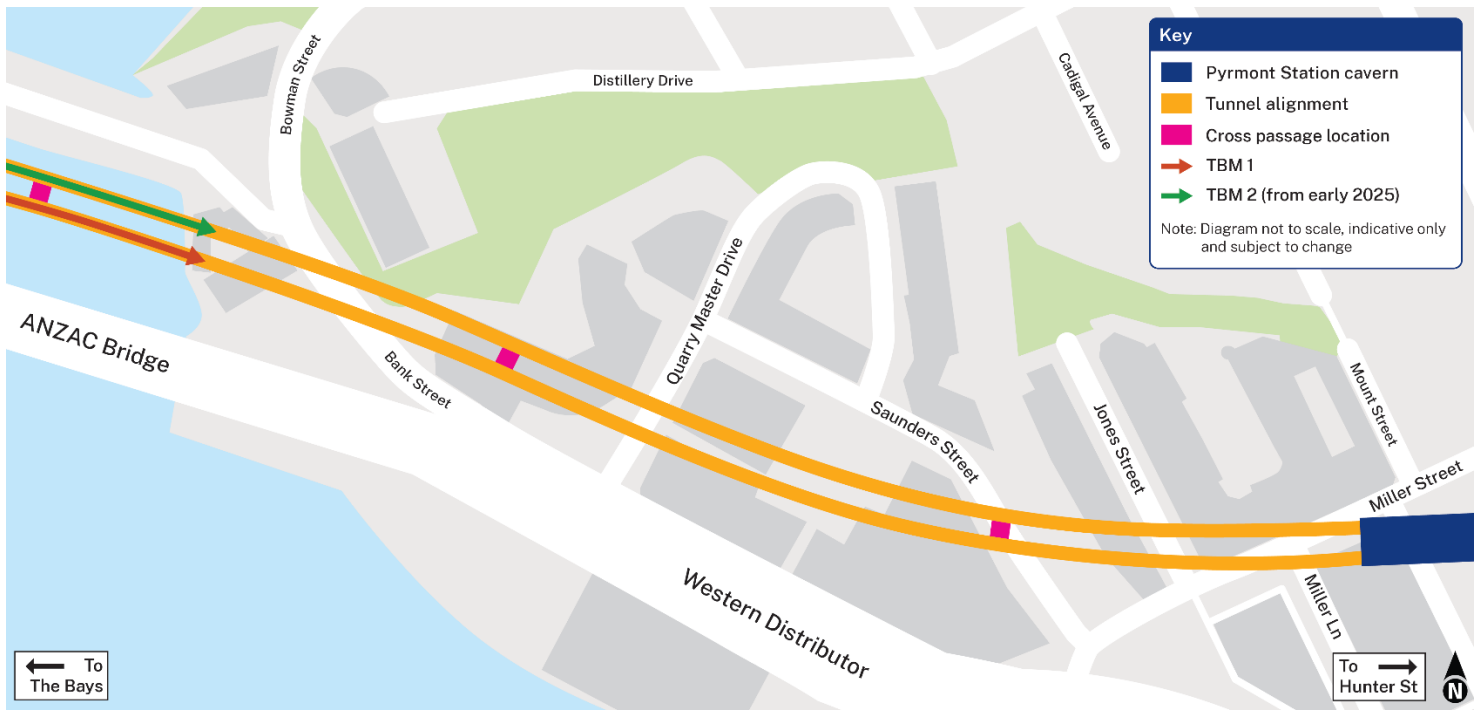 Key
Pyrmont Station cavern
Tunnel alignment
Cross passage location
TBM 1
TBM 2 (from early 2025)
Note: Diagram not to scale, indicative only
and subject to change
Bowman Street
Distillery Drive
Cadigal Avenue
Quarry Master Drive
ANZAC Bridge
Bank Street
Saunders Street
Jones Street
Mount Street
Miller Street
Western Distributor
Miller Ln
To
The Bays
To
Hunter St
N